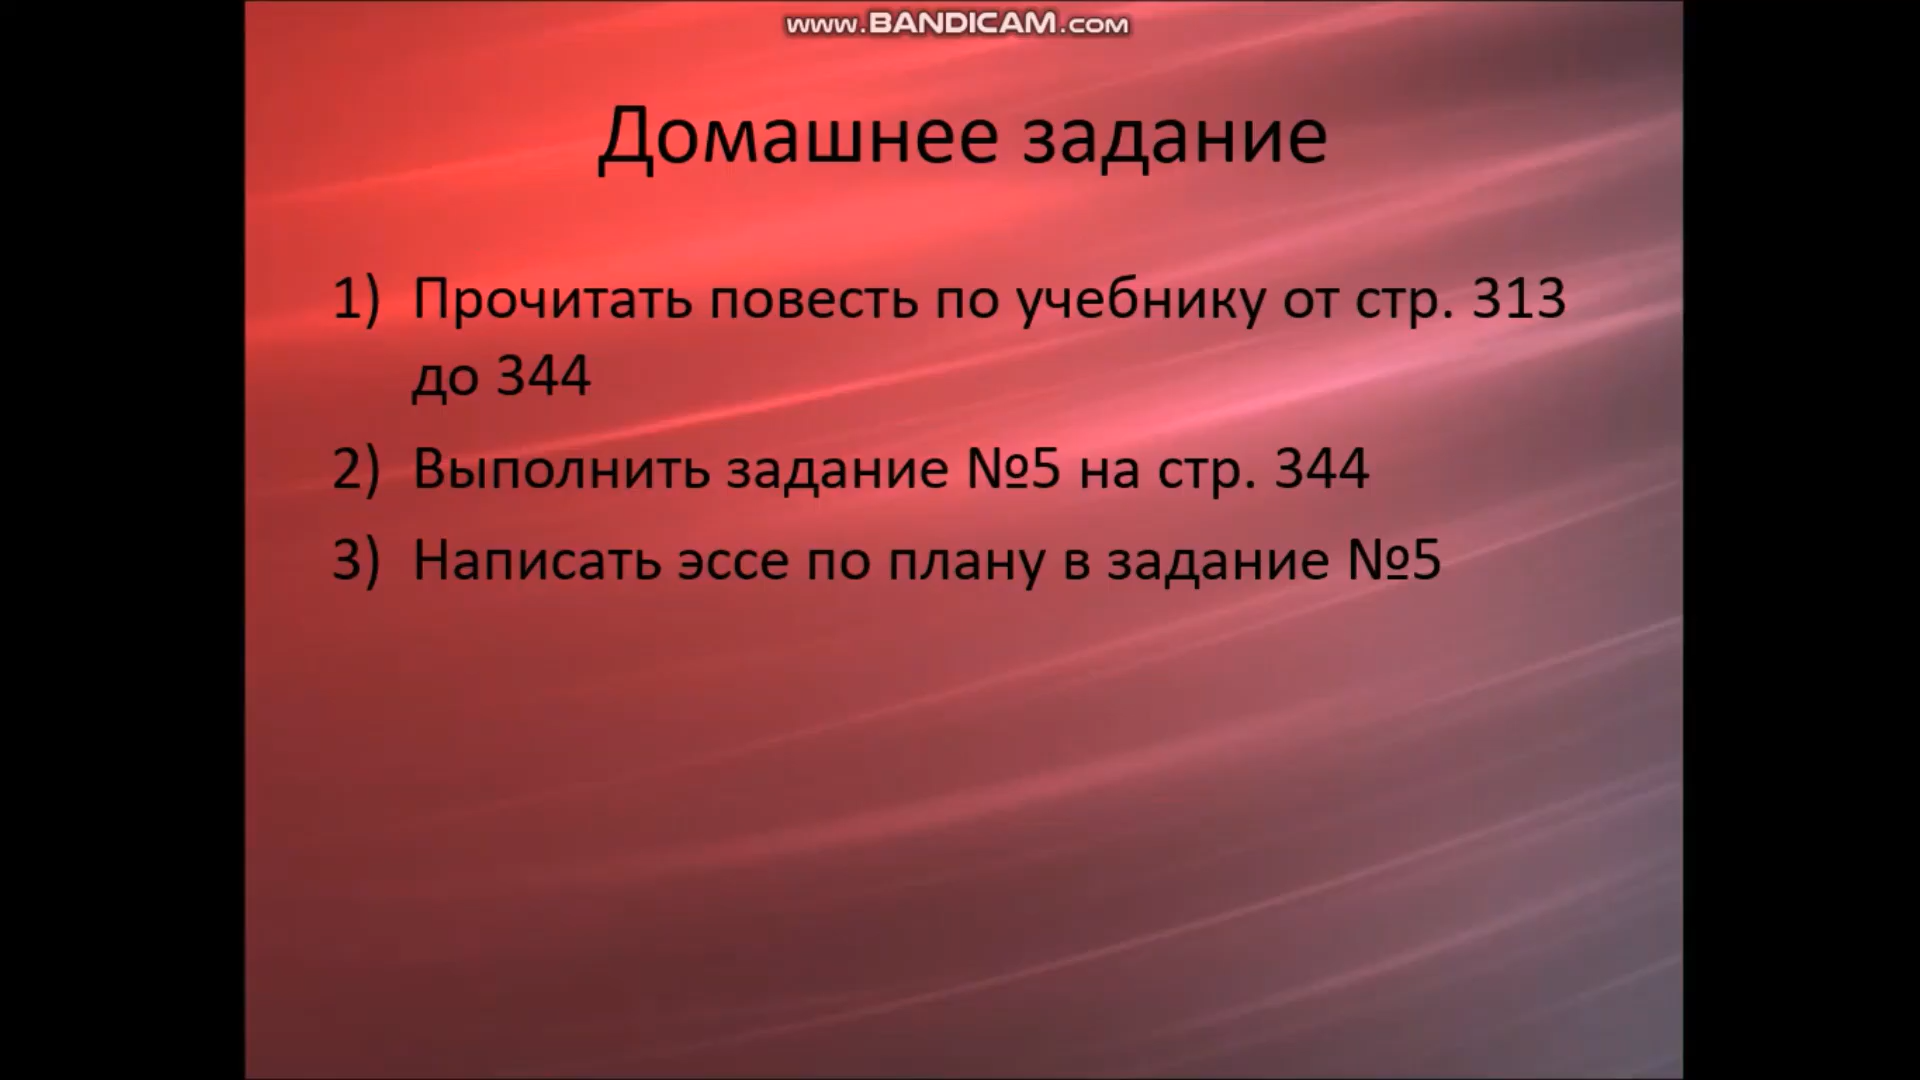 www.BANDICAM.com
Домашнее задание
1) Прочитать повесть по учебнику от стр. 313
до 344
2) Выполнить задание №5 на стр. 344
3) Написать эссе по плану в задание №5